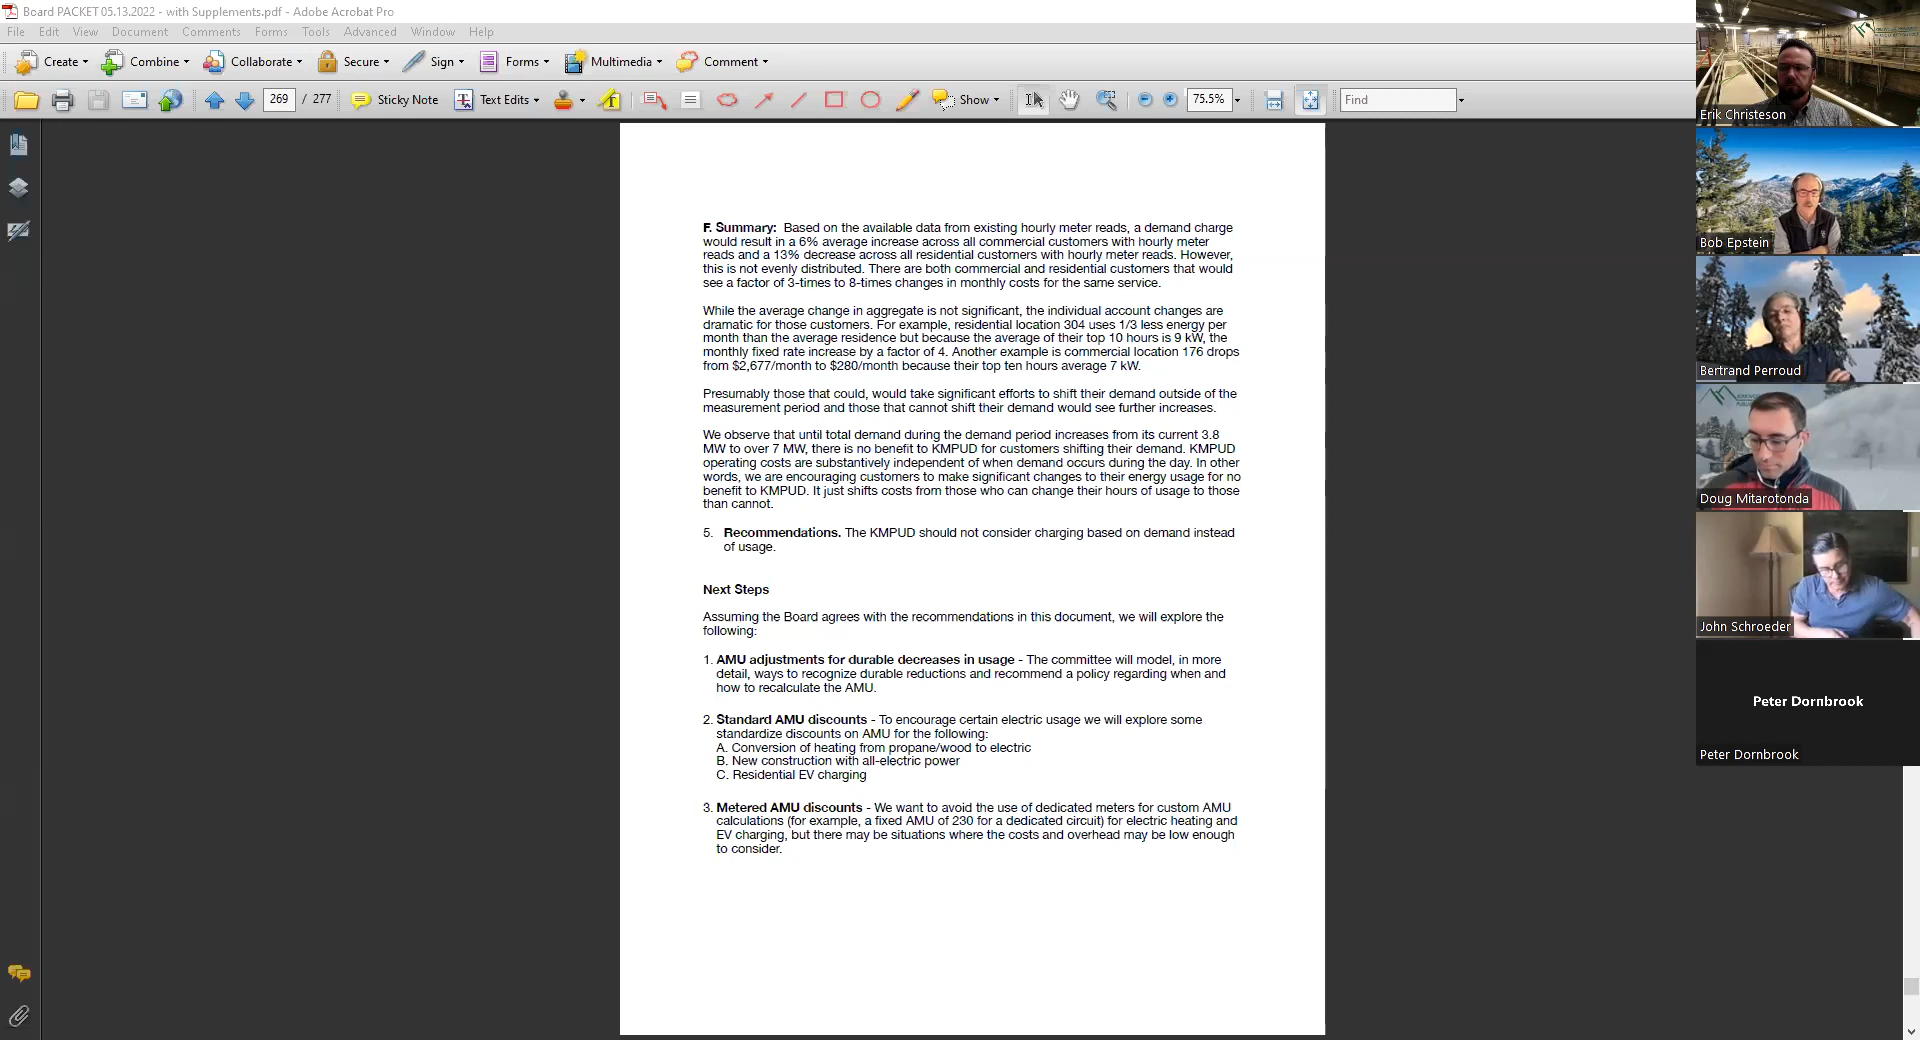 Board PACKET 05.13.2022 - with Supplements.pdf - Adobe Acrobat Pro
File Edit View Document Comments Forms Tools Advanced Window Help
Create Combine Collaborate Secure Sign Forms Multimedia Comment
269 / 277 Sticky Note Text Edits Show 75.5% Find
F. Summary: Based on the available data from existing hourly meter reads, a demand charge
would result in a 6% average increase across all commercial customers with hourly meter
reads and a 13% decrease across all residential customers with hourly meter reads. However,
this is not evenly distributed. There are both commercial and residential customers that would
see a factor of 3-times to 8-times changes in monthly costs for the same service.
While the average change in aggregate is not significant, the individual account changes are
dramatic for those customers. For example, residential location 304 uses 1/3 less energy per
month than the average residence but because the average of their top 10 hours is 9 kW, the
monthly fixed rate increase by a factor of 4. Another example is commercial location 176 drops
from $2,677/month to $280/month because their top ten hours average 7 kW.
Presumably those that could, would take significant efforts to shift their demand outside of the
measurement period and those that cannot shift their demand would see further increases.
We observe that until total demand during the demand period increases from its current 3.8
MW to over 7 MW, there is no benefit to KMPUD for customers shifting their demand. KMPUD
operating costs are substantively independent of when demand occurs during the day. In other
words, we are encouraging customers to make significant changes to their energy usage for no
benefit to KMPUD. It just shifts costs from those who can change their hours of usage to those
than cannot.
5. Recommendations. The KMPUD should not consider charging based on demand instead
of usage.
Next Steps
Assuming the Board agrees with the recommendations in this document, we will explore the
following:
1. AMU adjustments for durable decreases in usage - The committee will model, in more
detail, ways to recognize durable reductions and recommend a policy regarding when and
how to recalculate the AMU.
2. Standard AMU discounts - To encourage certain electric usage we will explore some
standardize discounts on AMU for the following:
A. Conversion of heating from propane/wood to electric
B. New construction with all-electric power
C. Residential EV charging
3. Metered AMU discounts - We want to avoid the use of dedicated meters for custom AMU
calculations (for example, a fixed AMU of 230 for a dedicated circuit) for electric heating and
EV charging, but there may be situations where the costs and overhead may be low enough
to consider.
Erik Christeson
Bob Epstein
Bertrand Perroud
Doug Mitarotonda
John Schroeder
Peter Dornbrook
Peter Dornbrook